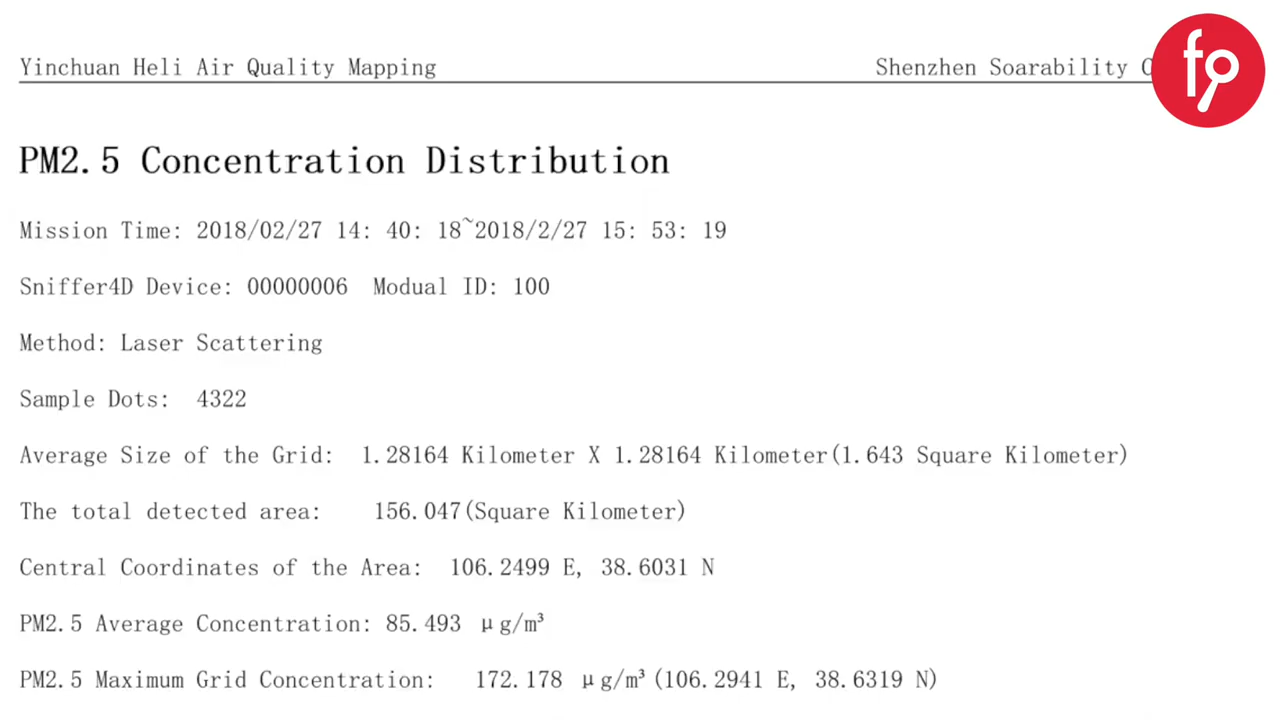 Yinchuan Heli Air Quality Mapping
Shenzhen Soarability
fp
PM2.5 Concentration Distribution
Mission Time: 2018/02/27 14: 40: 18~2018/2/27 15: 53: 19
Sniffer4D Device: 00000006 Modual ID: 100
Method: Laser Scattering
Sample Dots: 4322
Average Size of the Grid: 1.28164 Kilometer X 1.28164 Kilometer(1.643 Square Kilometer)
The total detected area: 156.047(Square Kilometer)
Central Coordinates of the Area: 106.2499 E, 38.6031 N
PM2.5 Average Concentration: 85.493 μg/m³
PM2.5 Maximum Grid Concentration: 172.178 μg/m³(106.2941 E, 38.6319 N)